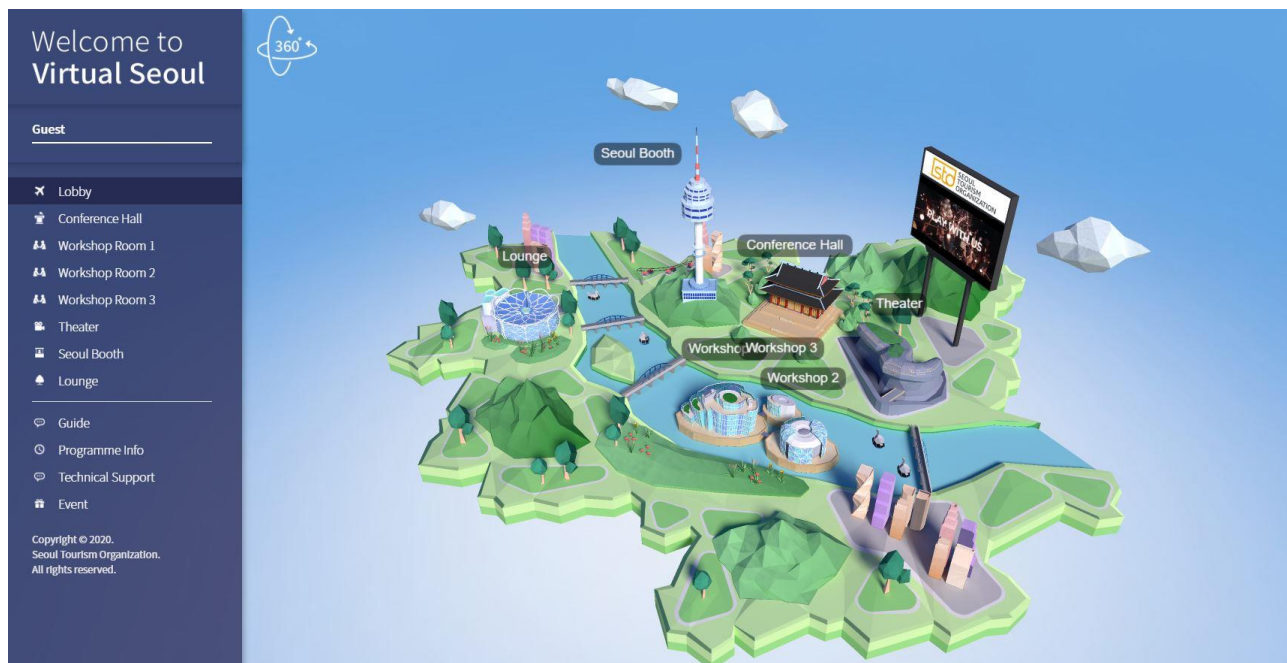 Welcome to
Virtual Seoul
Guest
Lobby
Conference Hall
Workshop Room 1
Workshop Room 2
Workshop Room 3
Theater
Seoul Booth
Lounge
Guide
Programme Info
Technical Support
Event
Copyright © 2020.
Seoul Tourism Organization.
All rights reserved.
360°
Seoul Booth
sto
SEOUL
TOURISM
ORGANIZATION
PLAY WITH US
Conference Hall
Lounge
Theater
Workshop 3
Workshop 2